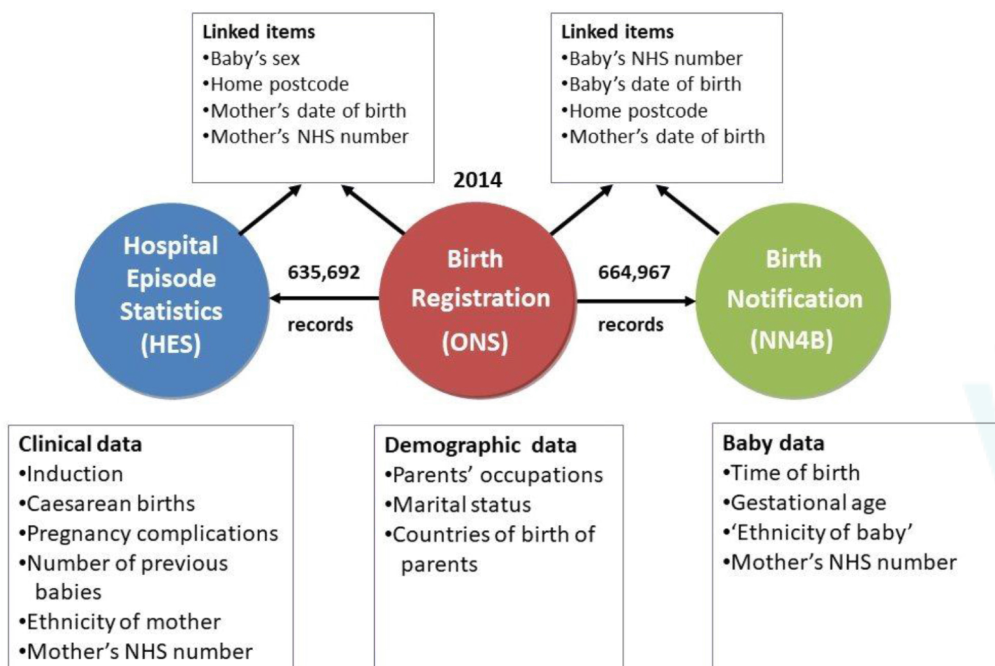 Linked items
•Baby's sex
•Home postcode
•Mother's date of birth
•Mother's NHS number
Linked items
•Baby's NHS number
•Baby's date of birth
•Home postcode
•Mother's date of birth
2014
Hospital
Episode
Statistics
(HES)
635,692
records
Birth
Registration
(ONS)
664,967
records
Birth
Notification
(NN4B)
Clinical data
•Induction
•Caesarean births
•Pregnancy complications
•Number of previous
babies
•Ethnicity of mother
•Mother's NHS number
Demographic data
•Parents' occupations
•Marital status
•Countries of birth of
parents
Baby data
•Time of birth
•Gestational age
•'Ethnicity of baby'
•Mother's NHS number